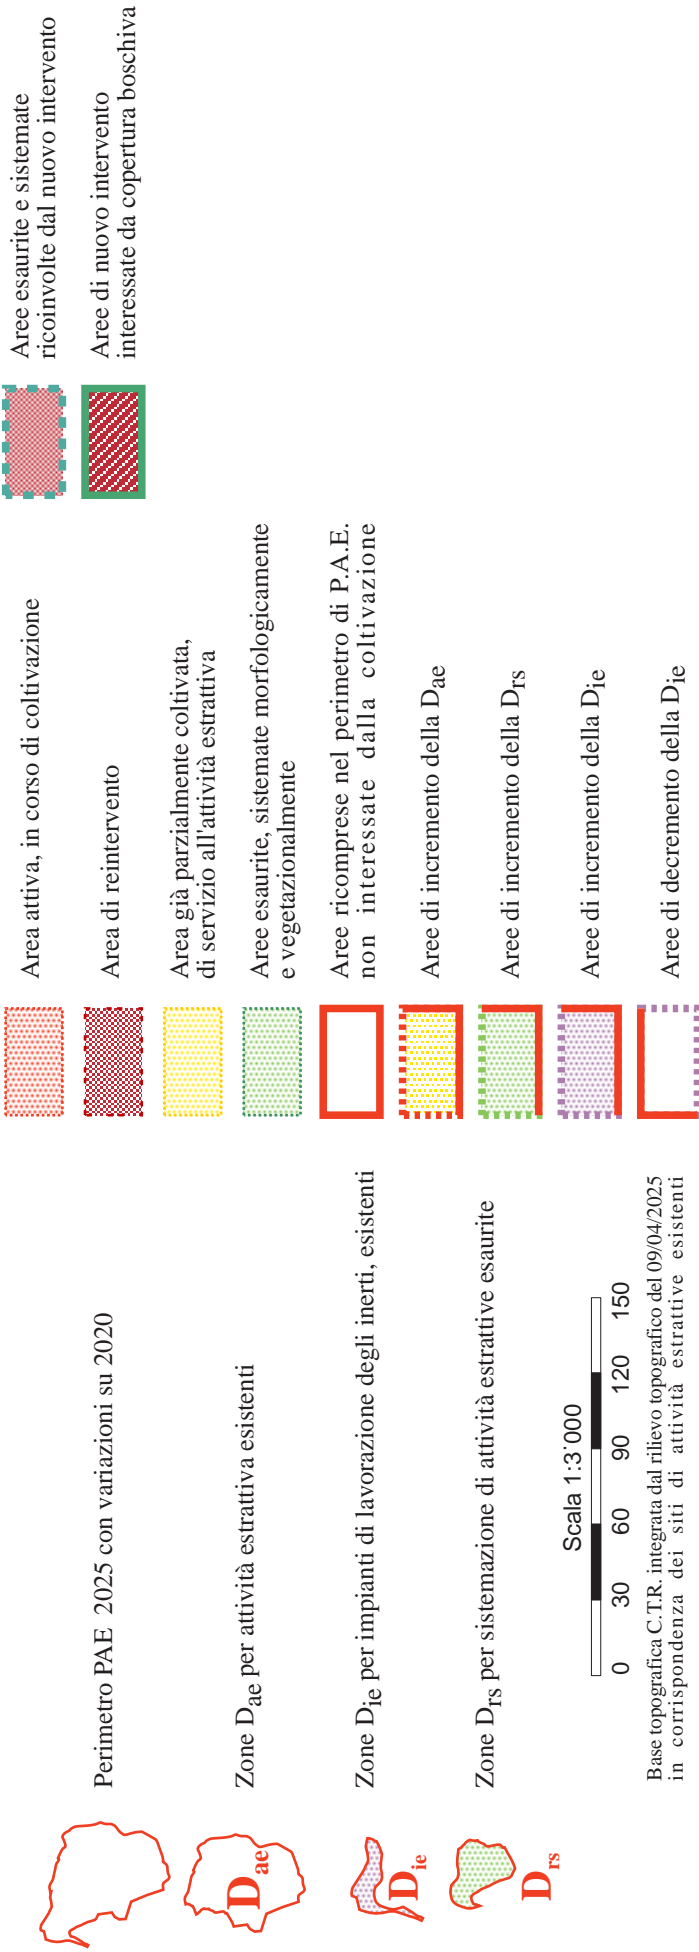 Perimetro PAE 2025 con variazioni su 2020
Dae
Zone Dae per attività estrattiva esistenti
Die
Zone Die per impianti di lavorazione degli inerti, esistenti
Drs
Zone Drs per sistemazione di attività estrattive esaurite
Scala 1:3˙000
0 30 60 90 120 150
Base topografica C.T.R. integrata dal rilievo topografico del 09/04/2025
in corrispondenza dei siti di attività estrattive esistenti
Area attiva, in corso di coltivazione
Area di reintervento
Area già parzialmente coltivata,
di servizio all'attività estrattiva
Aree esaurite, sistemate morfologicamente
e vegetazionalmente
Aree ricomprese nel perimetro di P.A.E.
non interessate dalla coltivazione
Aree di incremento della Dae
Aree di incremento della Drs
Aree di incremento della Die
Aree di decremento della Die
Aree esaurite e sistemate
ricoinvolte dal nuovo intervento
Aree di nuovo intervento
interessate da copertura boschiva